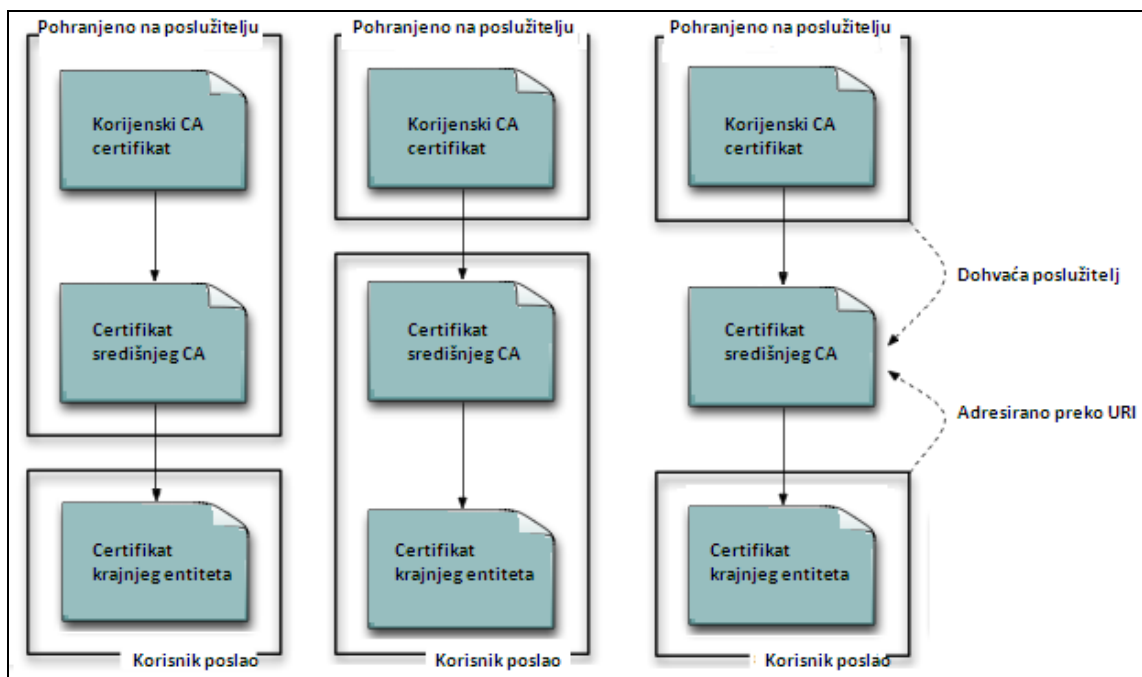 Pohranjeno na poslužitelju
Korijenski CA
certifikat
Certifikat
središnjeg CA
Certifikat
krajnjeg entiteta
Korisnik poslao
Pohranjeno na poslužitelju
Korijenski CA
certifikat
Certifikat
središnjeg CA
Certifikat
krajnjeg entiteta
Korisnik poslao
Pohranjeno na poslužitelju
Korijenski CA
certifikat
Certifikat
središnjeg CA
Certifikat
krajnjeg entiteta
Korisnik poslao
Dohvaća poslužitelj
Adresirano preko URI